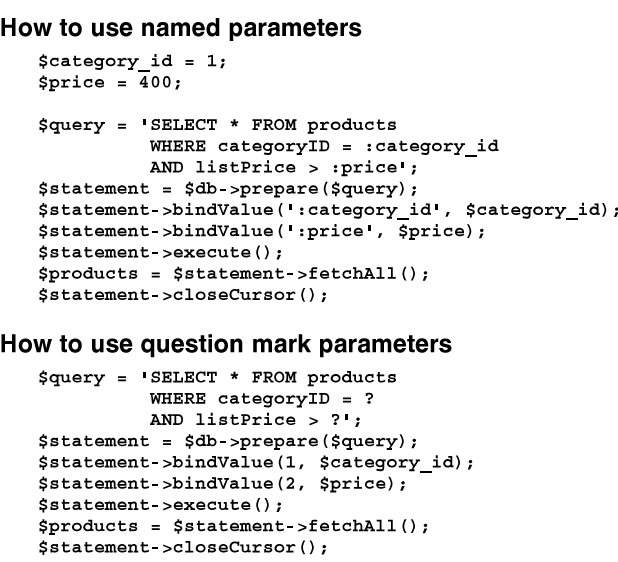 How to use named parameters
$category_id = 1;
$price = 400;
$query = 'SELECT * FROM products
WHERE categoryID = :category_id
AND listPrice > :price';
$statement = $db->prepare($query);
$statement->bindValue(':category_id', $category_id);
$statement->bindValue(':price', $price);
$statement->execute();
$products = $statement->fetchAll();
$statement->closeCursor();
How to use question mark parameters
$query = 'SELECT * FROM products
WHERE categoryID = ?
AND listPrice > ?';
$statement = $db->prepare($query);
$statement->bindValue(1, $category_id);
$statement->bindValue(2, $price);
$statement->execute();
$products = $statement->fetchAll();
$statement->closeCursor();